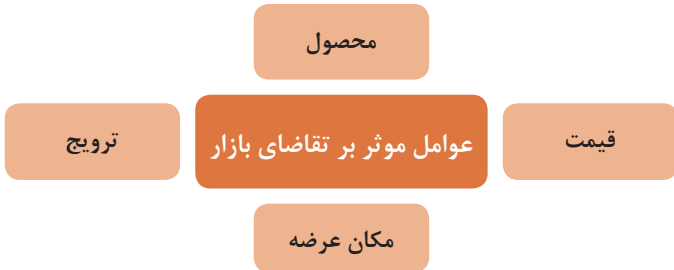 محصول
قیمت
عوامل موثر بر تقاضای بازار
ترویج
مکان عرضه